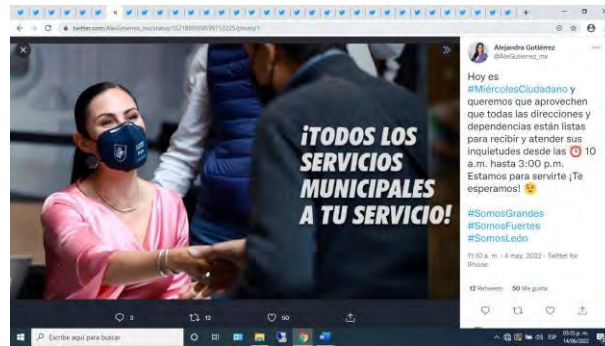 twitter.com/AleGutierrez_mx/status/1521886008599732225/photo/1
¡TODOS LOS
SERVICIOS
MUNICIPALES
A TU SERVICIO!
Alejandra Gutiérrez
@AleGutierrez_mx
Hoy es
#MiércolesCiudadano y
queremos que aprovechen
que todas las direcciones y
dependencias están listas
para recibir y atender sus
inquietudes desde las 🕙 10
a.m. hasta 3:00 p.m.
Estamos para servirte ¡Te
esperamos! 😉
#SomosGrandes
#SomosFuertes
#SomosLeón
11:10 a. m. · 4 may. 2022 · Twitter for
iPhone
12 Retweets 50 Me gusta
3 12 50
Escribe aquí para buscar
ESP
14/06/2022